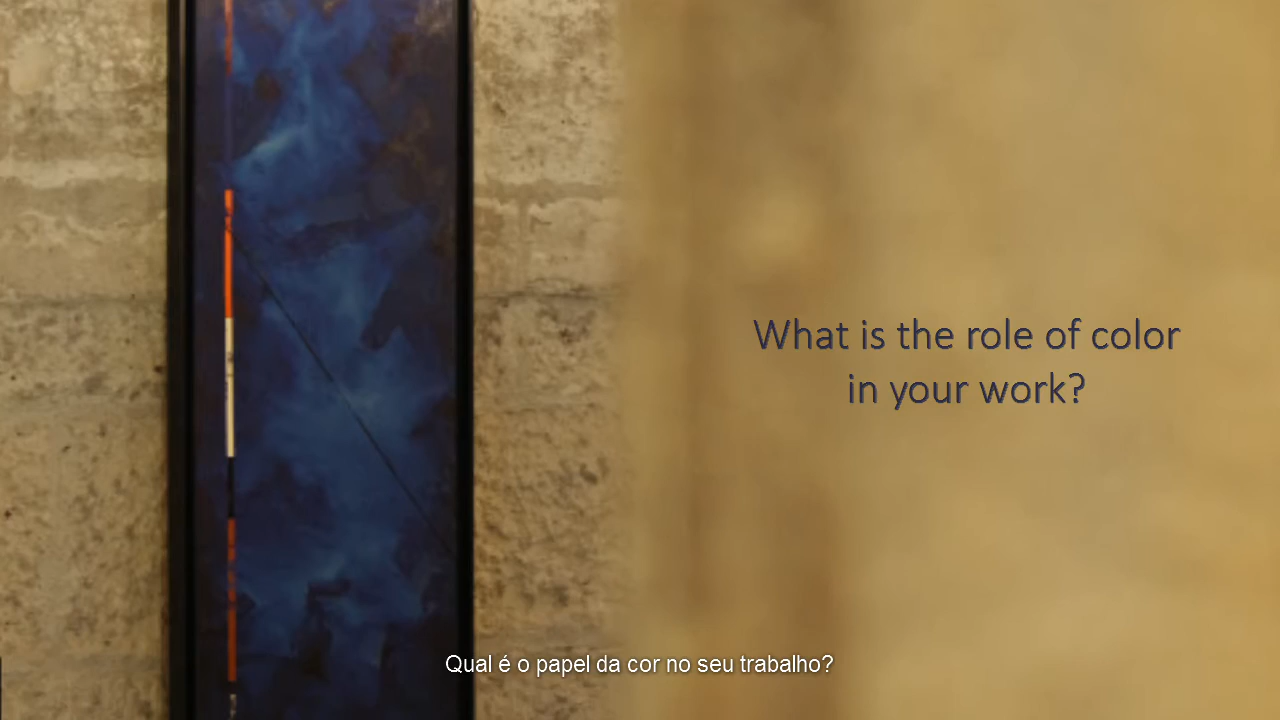 What is the role of color
in your work?
Qual é o papel da cor no seu trabalho?